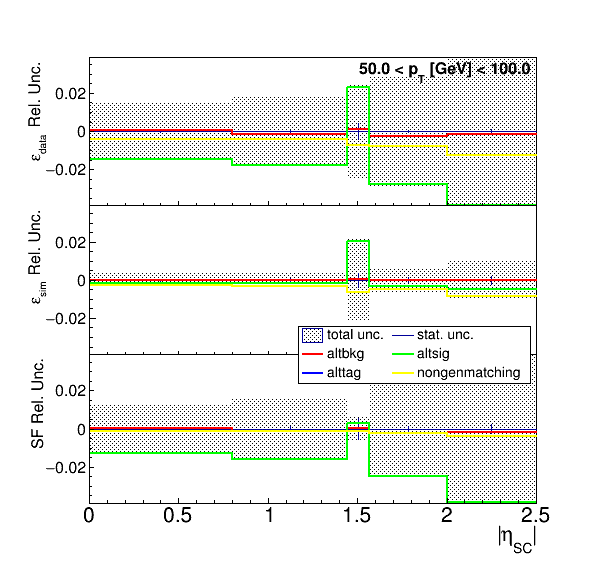 50.0 < p_T [GeV] < 100.0
ε_data Rel. Unc.
0.02
0
−0.02
ε_sim Rel. Unc.
0.02
0
−0.02
total unc. stat. unc.
altbkg altsig
alttag nongenmatching
SF Rel. Unc.
0.02
0
−0.02
0 0.5 1 1.5 2 2.5
|η_SC|